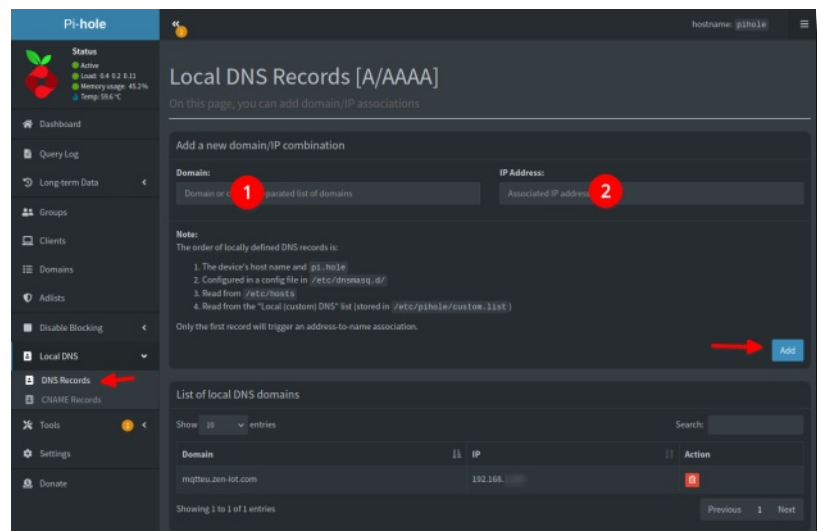 Pi-hole
hostname: pihole
Status
Active
Load: 0.4 0.2 0.11
Memory usage: 45.2%
Temp: 59.6 °C
Dashboard
Query Log
Long-term Data
Groups
Clients
Domains
Adlists
Disable Blocking
Local DNS
DNS Records
CNAME Records
Tools
Settings
Donate
Local DNS Records [A/AAAA]
On this page, you can add domain/IP associations
Add a new domain/IP combination
Domain: IP Address:
Domain or 1 list of domains Associated IP 2
Note:
The order of locally defined DNS records is:
1. The device's host name and pi.hole
2. Configured in a config file in /etc/dnsmasq.d/
3. Read from /etc/hosts
4. Read from the "Local (custom) DNS" list (stored in /etc/pihole/custom.list)
Only the first record will trigger an address-to-name association.
Add
List of local DNS domains
Show 10 entries Search:
Domain IP Action
mqtteu.zen-iot.com 192.168.
Showing 1 to 1 of 1 entries Previous 1 Next